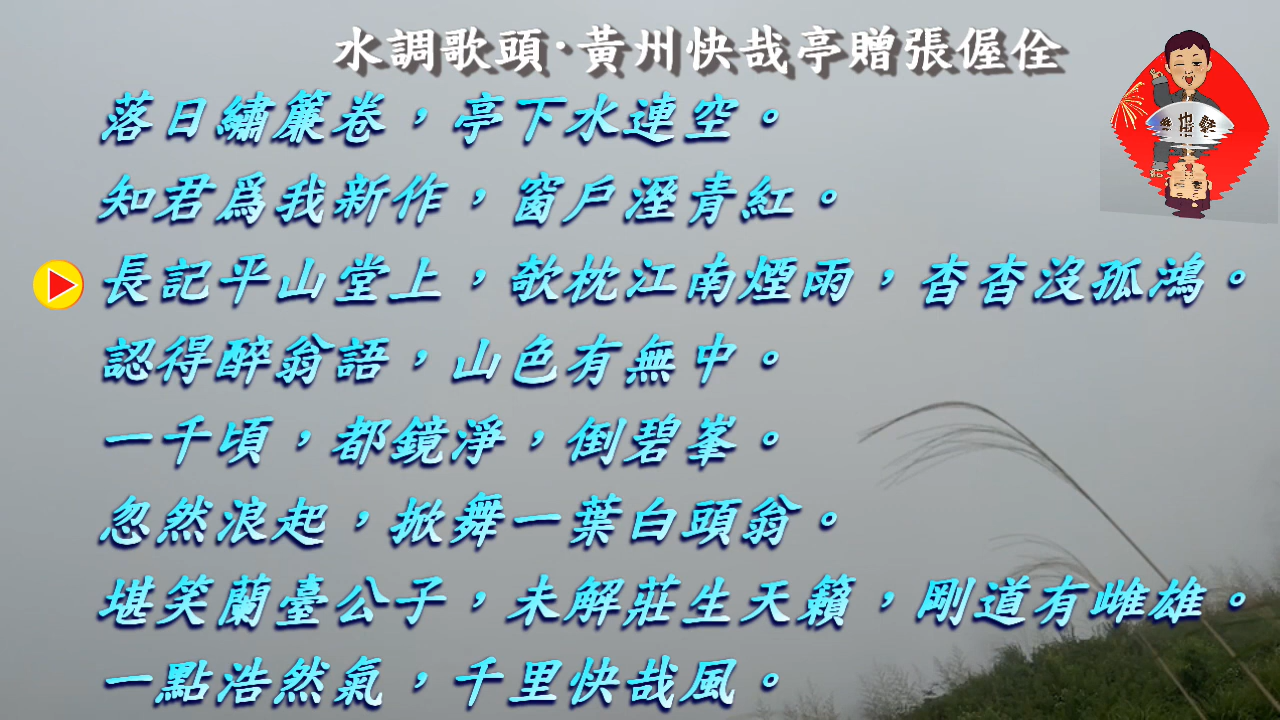 水調歌頭·黃州快哉亭贈張偓佺
落日繡簾卷，亭下水連空。
知君爲我新作，窗戶溼青紅。
長記平山堂上，欹枕江南煙雨，杳杳沒孤鴻。
認得醉翁語，山色有無中。
一千頃，都鏡淨，倒碧峯。
忽然浪起，掀舞一葉白頭翁。
堪笑蘭臺公子，未解莊生天籟，剛道有雌雄。
一點浩然氣，千里快哉風。